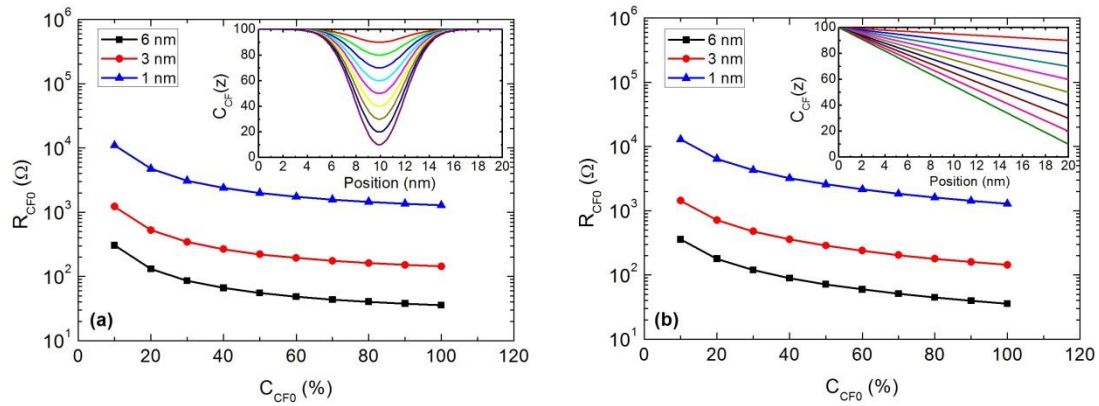 10⁶
10⁵
10⁴
10³
10²
10¹
R_CF0 (Ω)
6 nm
3 nm
1 nm
100
80
60
40
20
0
C_CF(z)
0 2 4 6 8 10 12 14 16 18 20
Position (nm)
(a)
0 20 40 60 80 100 120
C_CF0 (%)
10⁶
10⁵
10⁴
10³
10²
10¹
R_CF0 (Ω)
6 nm
3 nm
1 nm
100
80
60
40
20
0
C_CF(z)
0 2 4 6 8 10 12 14 16 18 20
Position (nm)
(b)
0 20 40 60 80 100 120
C_CF0 (%)